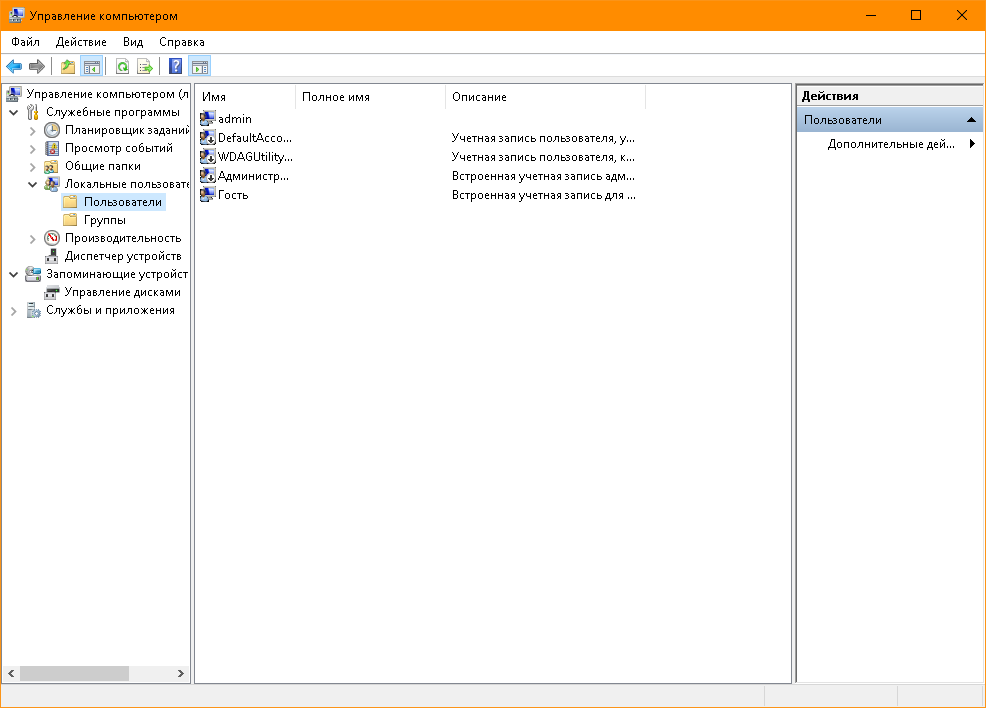 Управление компьютером
Файл Действие Вид Справка
Управление компьютером (л
Служебные программы
Планировщик заданий
Просмотр событий
Общие папки
Локальные пользовате
Пользователи
Группы
Производительность
Диспетчер устройств
Запоминающие устройст
Управление дисками
Службы и приложения
Имя Полное имя Описание
admin
DefaultAcco... Учетная запись пользователя, у...
WDAGUtility... Учетная запись пользователя, к...
Администр... Встроенная учетная запись адм...
Гость Встроенная учетная запись для ...
Действия
Пользователи
Дополнительные дей...